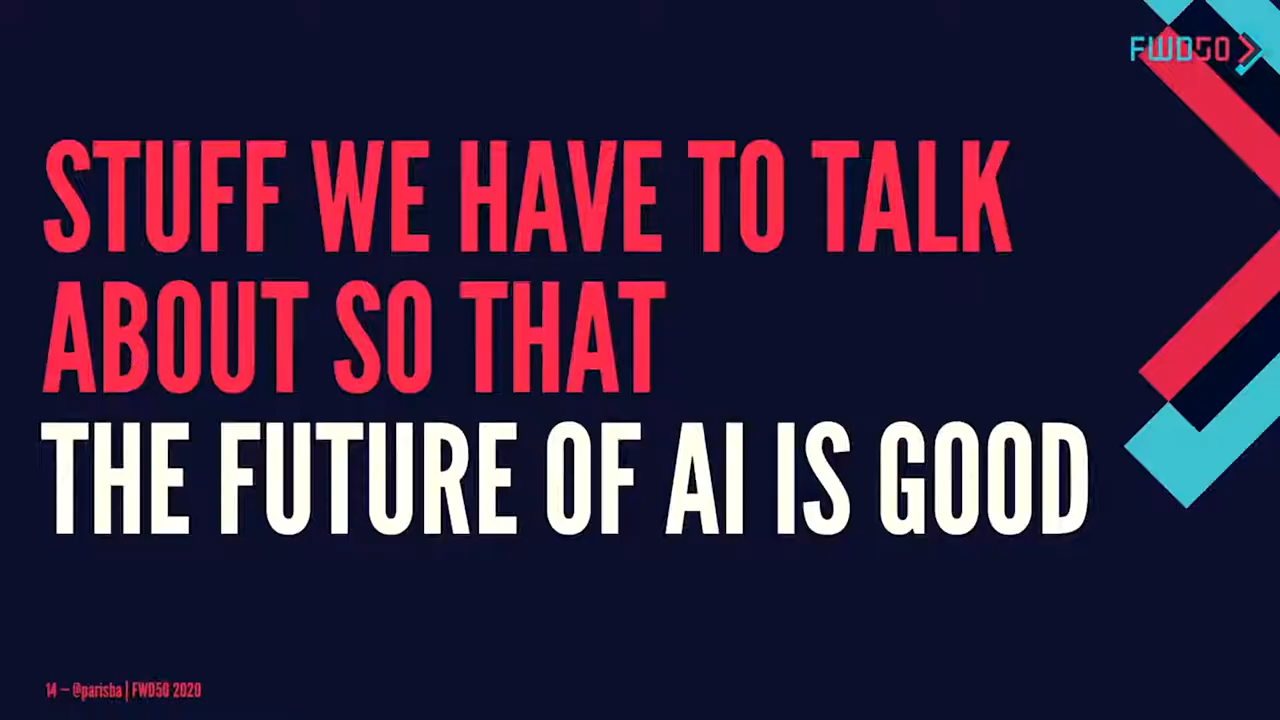 FWD50
STUFF WE HAVE TO TALK
ABOUT SO THAT
THE FUTURE OF AI IS GOOD
14 – @parisba | FWD50 2020